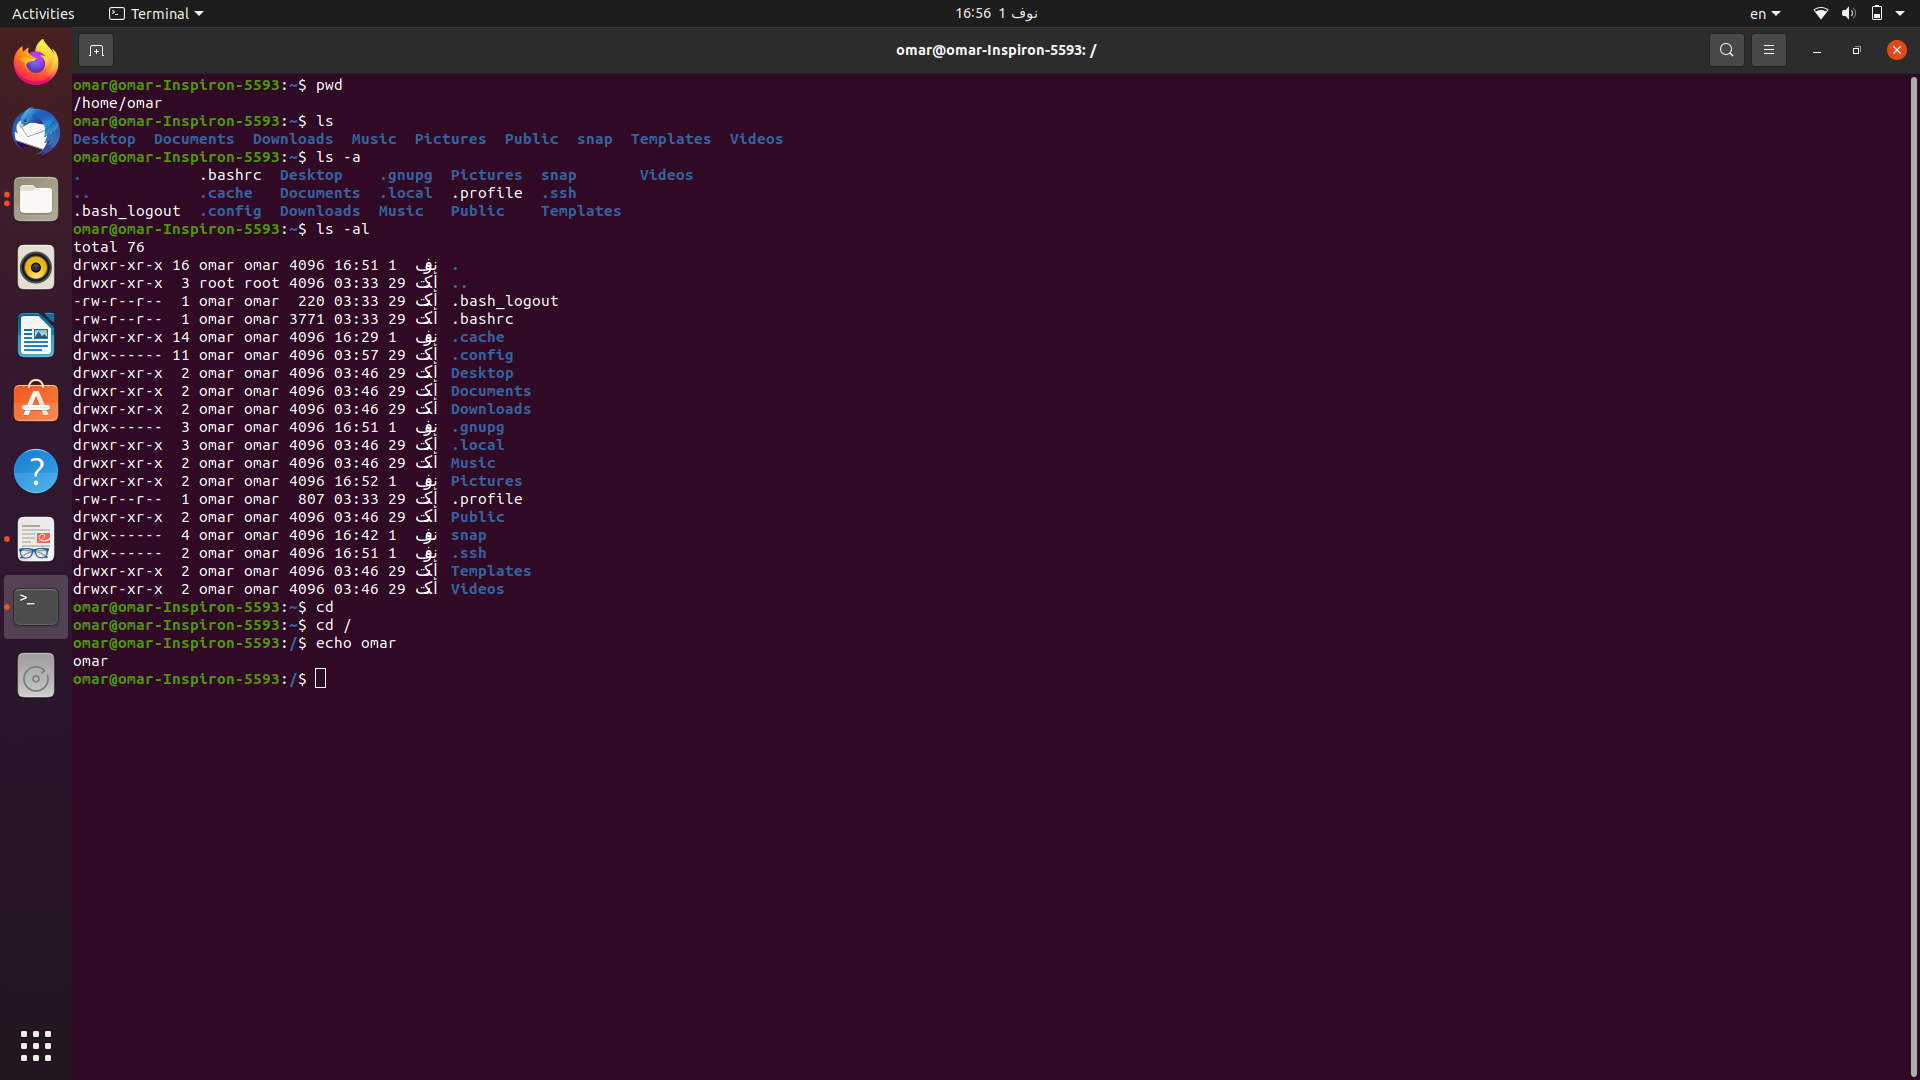 Activities Terminal 16:56 1 نوف en
omar@omar-Inspiron-5593: /
omar@omar-Inspiron-5593:~$ pwd
/home/omar
omar@omar-Inspiron-5593:~$ ls
Desktop Documents Downloads Music Pictures Public snap Templates Videos
omar@omar-Inspiron-5593:~$ ls -a
. .bashrc Desktop .gnupg Pictures snap Videos
.. .cache Documents .local .profile .ssh
.bash_logout .config Downloads Music Public Templates
omar@omar-Inspiron-5593:~$ ls -al
total 76
drwxr-xr-x 16 omar omar 4096 16:51 1 نوف .
drwxr-xr-x 3 root root 4096 03:33 29 أكت ..
-rw-r--r-- 1 omar omar 220 03:33 29 أكت .bash_logout
-rw-r--r-- 1 omar omar 3771 03:33 29 أكت .bashrc
drwxr-xr-x 14 omar omar 4096 16:29 1 نوف .cache
drwx------ 11 omar omar 4096 03:57 29 أكت .config
drwxr-xr-x 2 omar omar 4096 03:46 29 أكت Desktop
drwxr-xr-x 2 omar omar 4096 03:46 29 أكت Documents
drwxr-xr-x 2 omar omar 4096 03:46 29 أكت Downloads
drwx------ 3 omar omar 4096 16:51 1 نوف .gnupg
drwxr-xr-x 3 omar omar 4096 03:46 29 أكت .local
drwxr-xr-x 2 omar omar 4096 03:46 29 أكت Music
drwxr-xr-x 2 omar omar 4096 16:52 1 نوف Pictures
-rw-r--r-- 1 omar omar 807 03:33 29 أكت .profile
drwxr-xr-x 2 omar omar 4096 03:46 29 أكت Public
drwx------ 4 omar omar 4096 16:42 1 نوف snap
drwx------ 2 omar omar 4096 16:51 1 نوف .ssh
drwxr-xr-x 2 omar omar 4096 03:46 29 أكت Templates
drwxr-xr-x 2 omar omar 4096 03:46 29 أكت Videos
omar@omar-Inspiron-5593:~$ cd
omar@omar-Inspiron-5593:~$ cd /
omar@omar-Inspiron-5593:/$ echo omar
omar
omar@omar-Inspiron-5593:/$